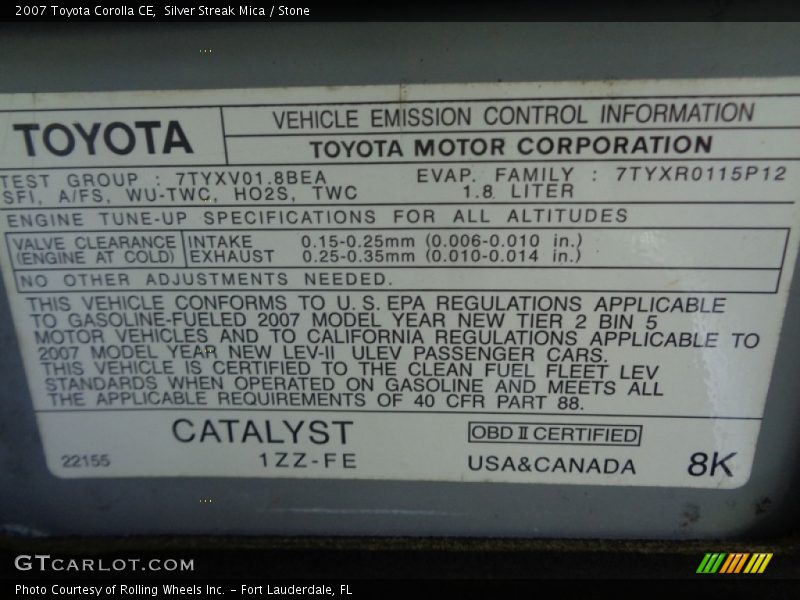 2007 Toyota Corolla CE,  Silver Streak Mica / Stone
TOYOTA
VEHICLE EMISSION CONTROL INFORMATION
TOYOTA MOTOR CORPORATION
TEST GROUP : 7TYXV01.8BEA EVAP. FAMILY : 7TYXR0115P12
SFI, A/FS, WU-TWC, HO2S, TWC 1.8 LITER
ENGINE TUNE-UP SPECIFICATIONS FOR ALL ALTITUDES
VALVE CLEARANCE INTAKE 0.15-0.25mm (0.006-0.010 in.)
(ENGINE AT COLD) EXHAUST 0.25-0.35mm (0.010-0.014 in.)
NO OTHER ADJUSTMENTS NEEDED.
THIS VEHICLE CONFORMS TO U.S. EPA REGULATIONS APPLICABLE
TO GASOLINE-FUELED 2007 MODEL YEAR NEW TIER 2 BIN 5
MOTOR VEHICLES AND TO CALIFORNIA REGULATIONS APPLICABLE TO
2007 MODEL YEAR NEW LEV-II ULEV PASSENGER CARS.
THIS VEHICLE IS CERTIFIED TO THE CLEAN FUEL FLEET LEV
STANDARDS WHEN OPERATED ON GASOLINE AND MEETS ALL
THE APPLICABLE REQUIREMENTS OF 40 CFR PART 88.
CATALYST OBD II CERTIFIED
22155 1ZZ-FE USA&CANADA 8K
GTCARLOT.COM
Photo Courtesy of Rolling Wheels Inc. - Fort Lauderdale, FL